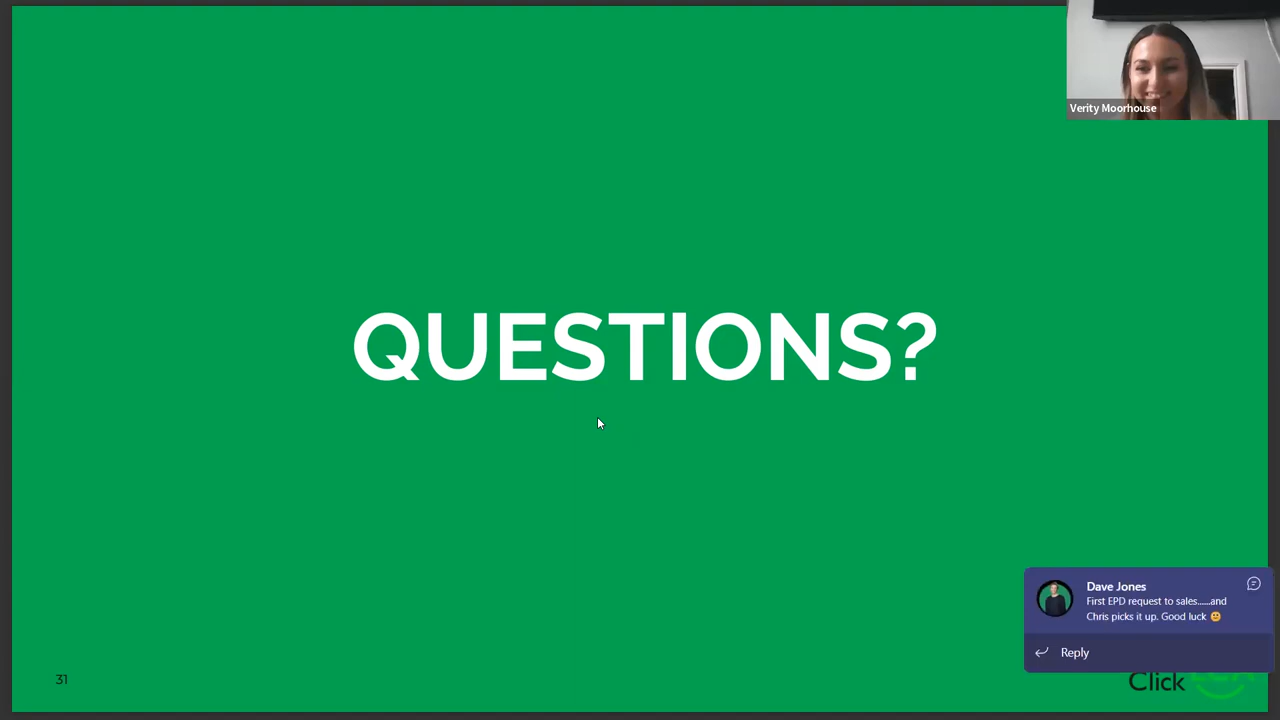 Verity Moorhouse
QUESTIONS?
Dave Jones
First EPD request to sales......and
Chris picks it up. Good luck
Reply
31
Click